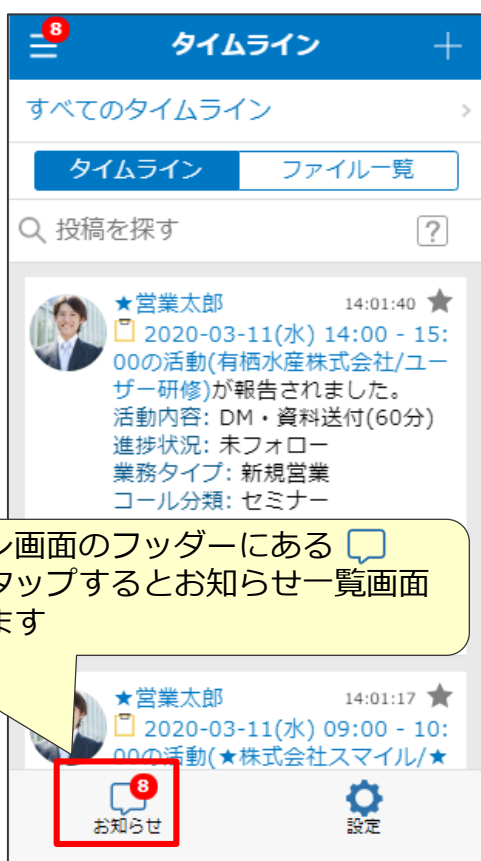 8
タイムライン
すべてのタイムライン
タイムライン ファイル一覧
投稿を探す ?
★営業太郎 14:01:40 ★
2020-03-11(水) 14:00 - 15:
00の活動(有栖水産株式会社/ユー
ザー研修)が報告されました。
活動内容: DM・資料送付(60分)
進捗状況: 未フォロー
業務タイプ: 新規営業
コール分類: セミナー
ン画面のフッダーにある
タップするとお知らせ一覧画面
ます
★営業太郎 14:01:17 ★
2020-03-11(水) 09:00 - 10:
00の活動(★株式会社スマイル/★
8
お知らせ 設定